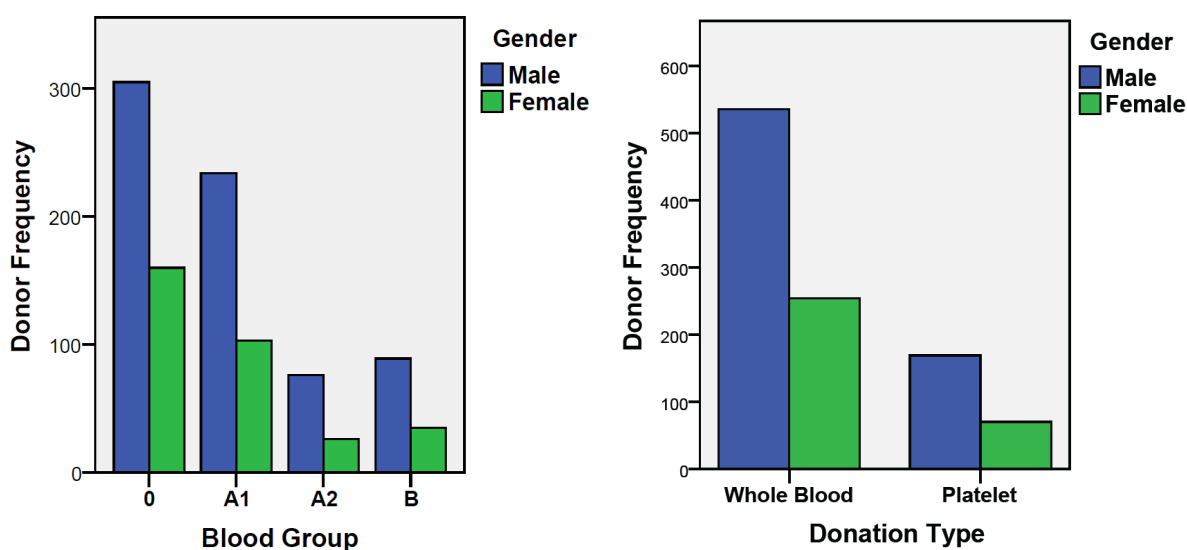 Donor Frequency
300
200
100
0
0 A1 A2 B
Blood Group
Gender
Male
Female
Donor Frequency
600
500
400
300
200
100
0
Whole Blood Platelet
Donation Type
Gender
Male
Female